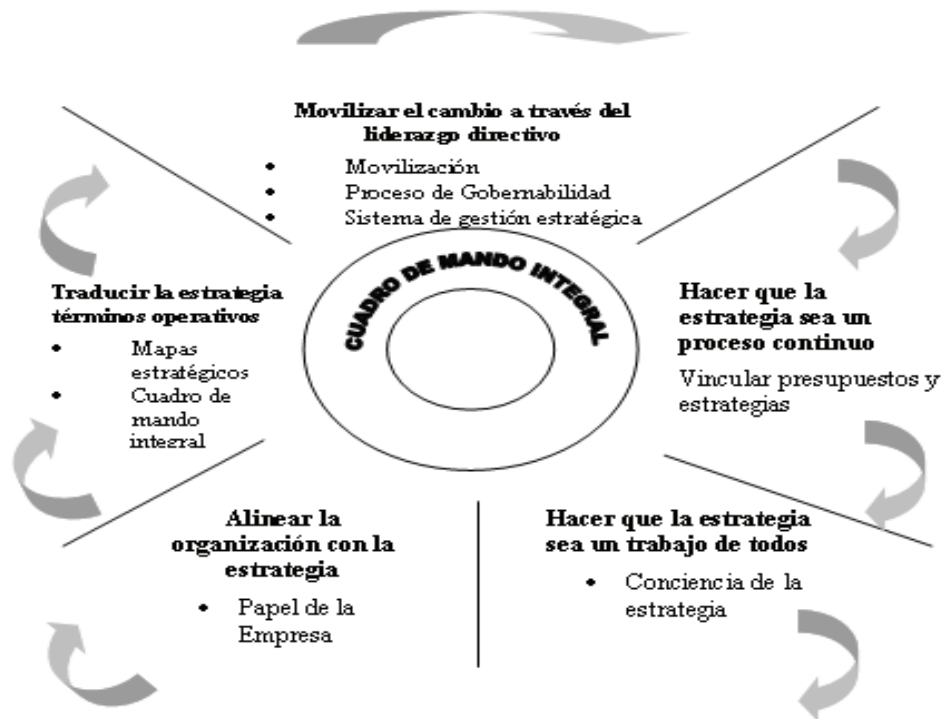 Movilizar el cambio a través del
liderazgo directivo
• Movilización
• Proceso de Gobernabilidad
• Sistema de gestión estratégica
CUADRO DE MANDO INTEGRAL
Traducir la estrategia
términos operativos
• Mapas
estratégicos
• Cuadro de
mando
integral
Hacer que la
estrategia sea un
proceso continuo
Vincular presupuestos y
estrategias
Alinear la
organización con la
estrategia
• Papel de la
Empresa
Hacer que la estrategia
sea un trabajo de todos
• Conciencia de la
estrategia